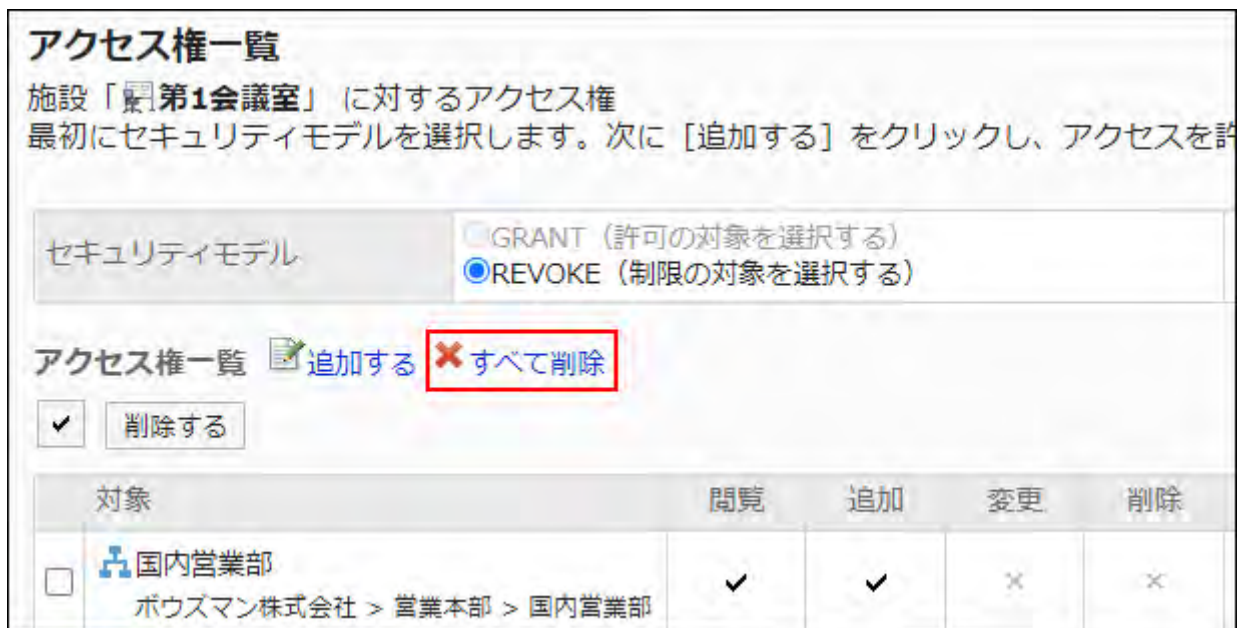 アクセス権一覧
施設「第1会議室」 に対するアクセス権
最初にセキュリティモデルを選択します。次に [追加する] をクリックし、アクセスを許
セキュリティモデル
GRANT（許可の対象を選択する）
REVOKE（制限の対象を選択する）
アクセス権一覧 追加する すべて削除
削除する
対象 閲覧 追加 変更 削除
国内営業部
ボウズマン株式会社 > 営業本部 > 国内営業部